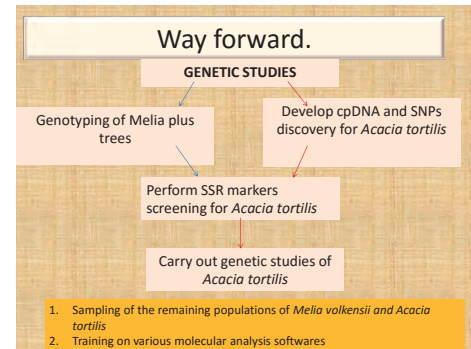 Way forward.
GENETIC STUDIES
Genotyping of Melia plus
trees
Develop cpDNA and SNPs
discovery for Acacia tortilis
Perform SSR markers
screening for Acacia tortilis
Carry out genetic studies of
Acacia tortilis
1. Sampling of the remaining populations of Melia volkensii and Acacia
tortilis
2. Training on various molecular analysis softwares